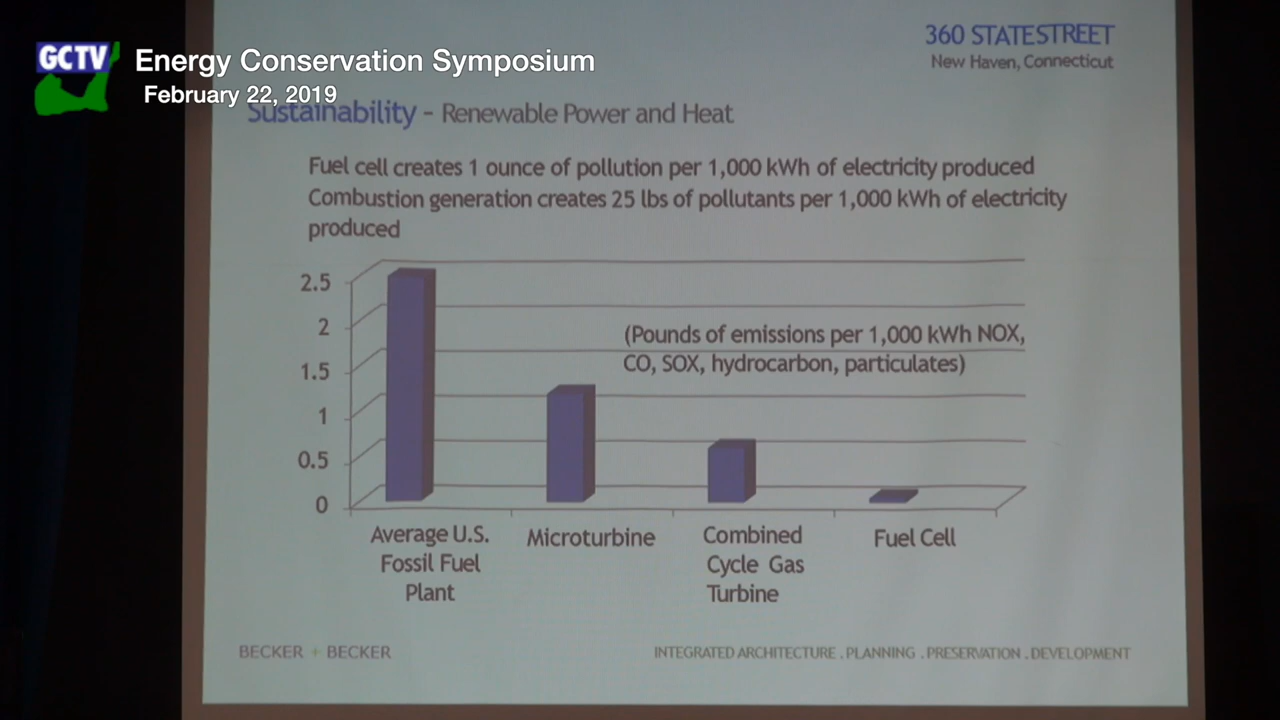 GCTV
Energy Conservation Symposium
February 22, 2019
360 STATESTREET
New Haven, Connecticut
Sustainability - Renewable Power and Heat
Fuel cell creates 1 ounce of pollution per 1,000 kWh of electricity produced
Combustion generation creates 25 lbs of pollutants per 1,000 kWh of electricity
produced
2.5
2
1.5
1
0.5
0
(Pounds of emissions per 1,000 kWh NOX,
CO, SOX, hydrocarbon, particulates)
Average U.S.
Fossil Fuel
Plant
Microturbine
Combined
Cycle Gas
Turbine
Fuel Cell
BECKER + BECKER
INTEGRATED ARCHITECTURE . PLANNING . PRESERVATION . DEVELOPMENT